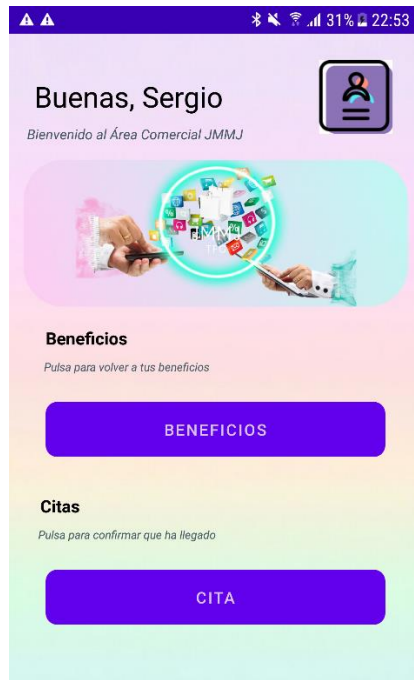 31% 22:53
Buenas, Sergio
Bienvenido al Área Comercial JMMJ
JMMJ
Beneficios
Pulsa para volver a tus beneficios
BENEFICIOS
Citas
Pulsa para confirmar que ha llegado
CITA